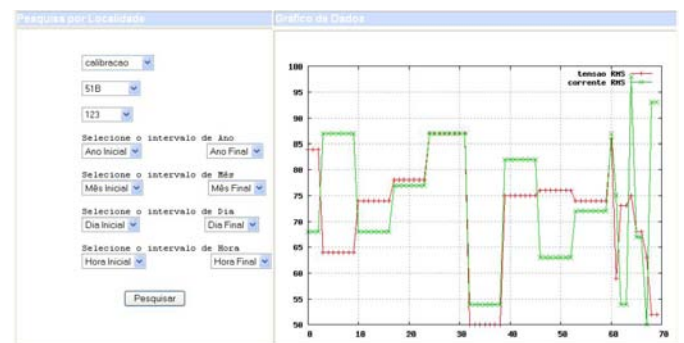 Pesquisa por Localidade
Gráfico de Dados
calibracao
51B
123
Selecione o intervalo de Ano
Ano Inicial
Ano Final
Selecione o intervalo de Mês
Mês Inicial
Mês Final
Selecione o intervalo de Dia
Dia Inicial
Dia Final
Selecione o intervalo de Hora
Hora Inicial
Hora Final
Pesquisar
tensao RMS
corrente RMS
100
95
90
85
80
75
70
65
60
55
50
0 10 20 30 40 50 60 70